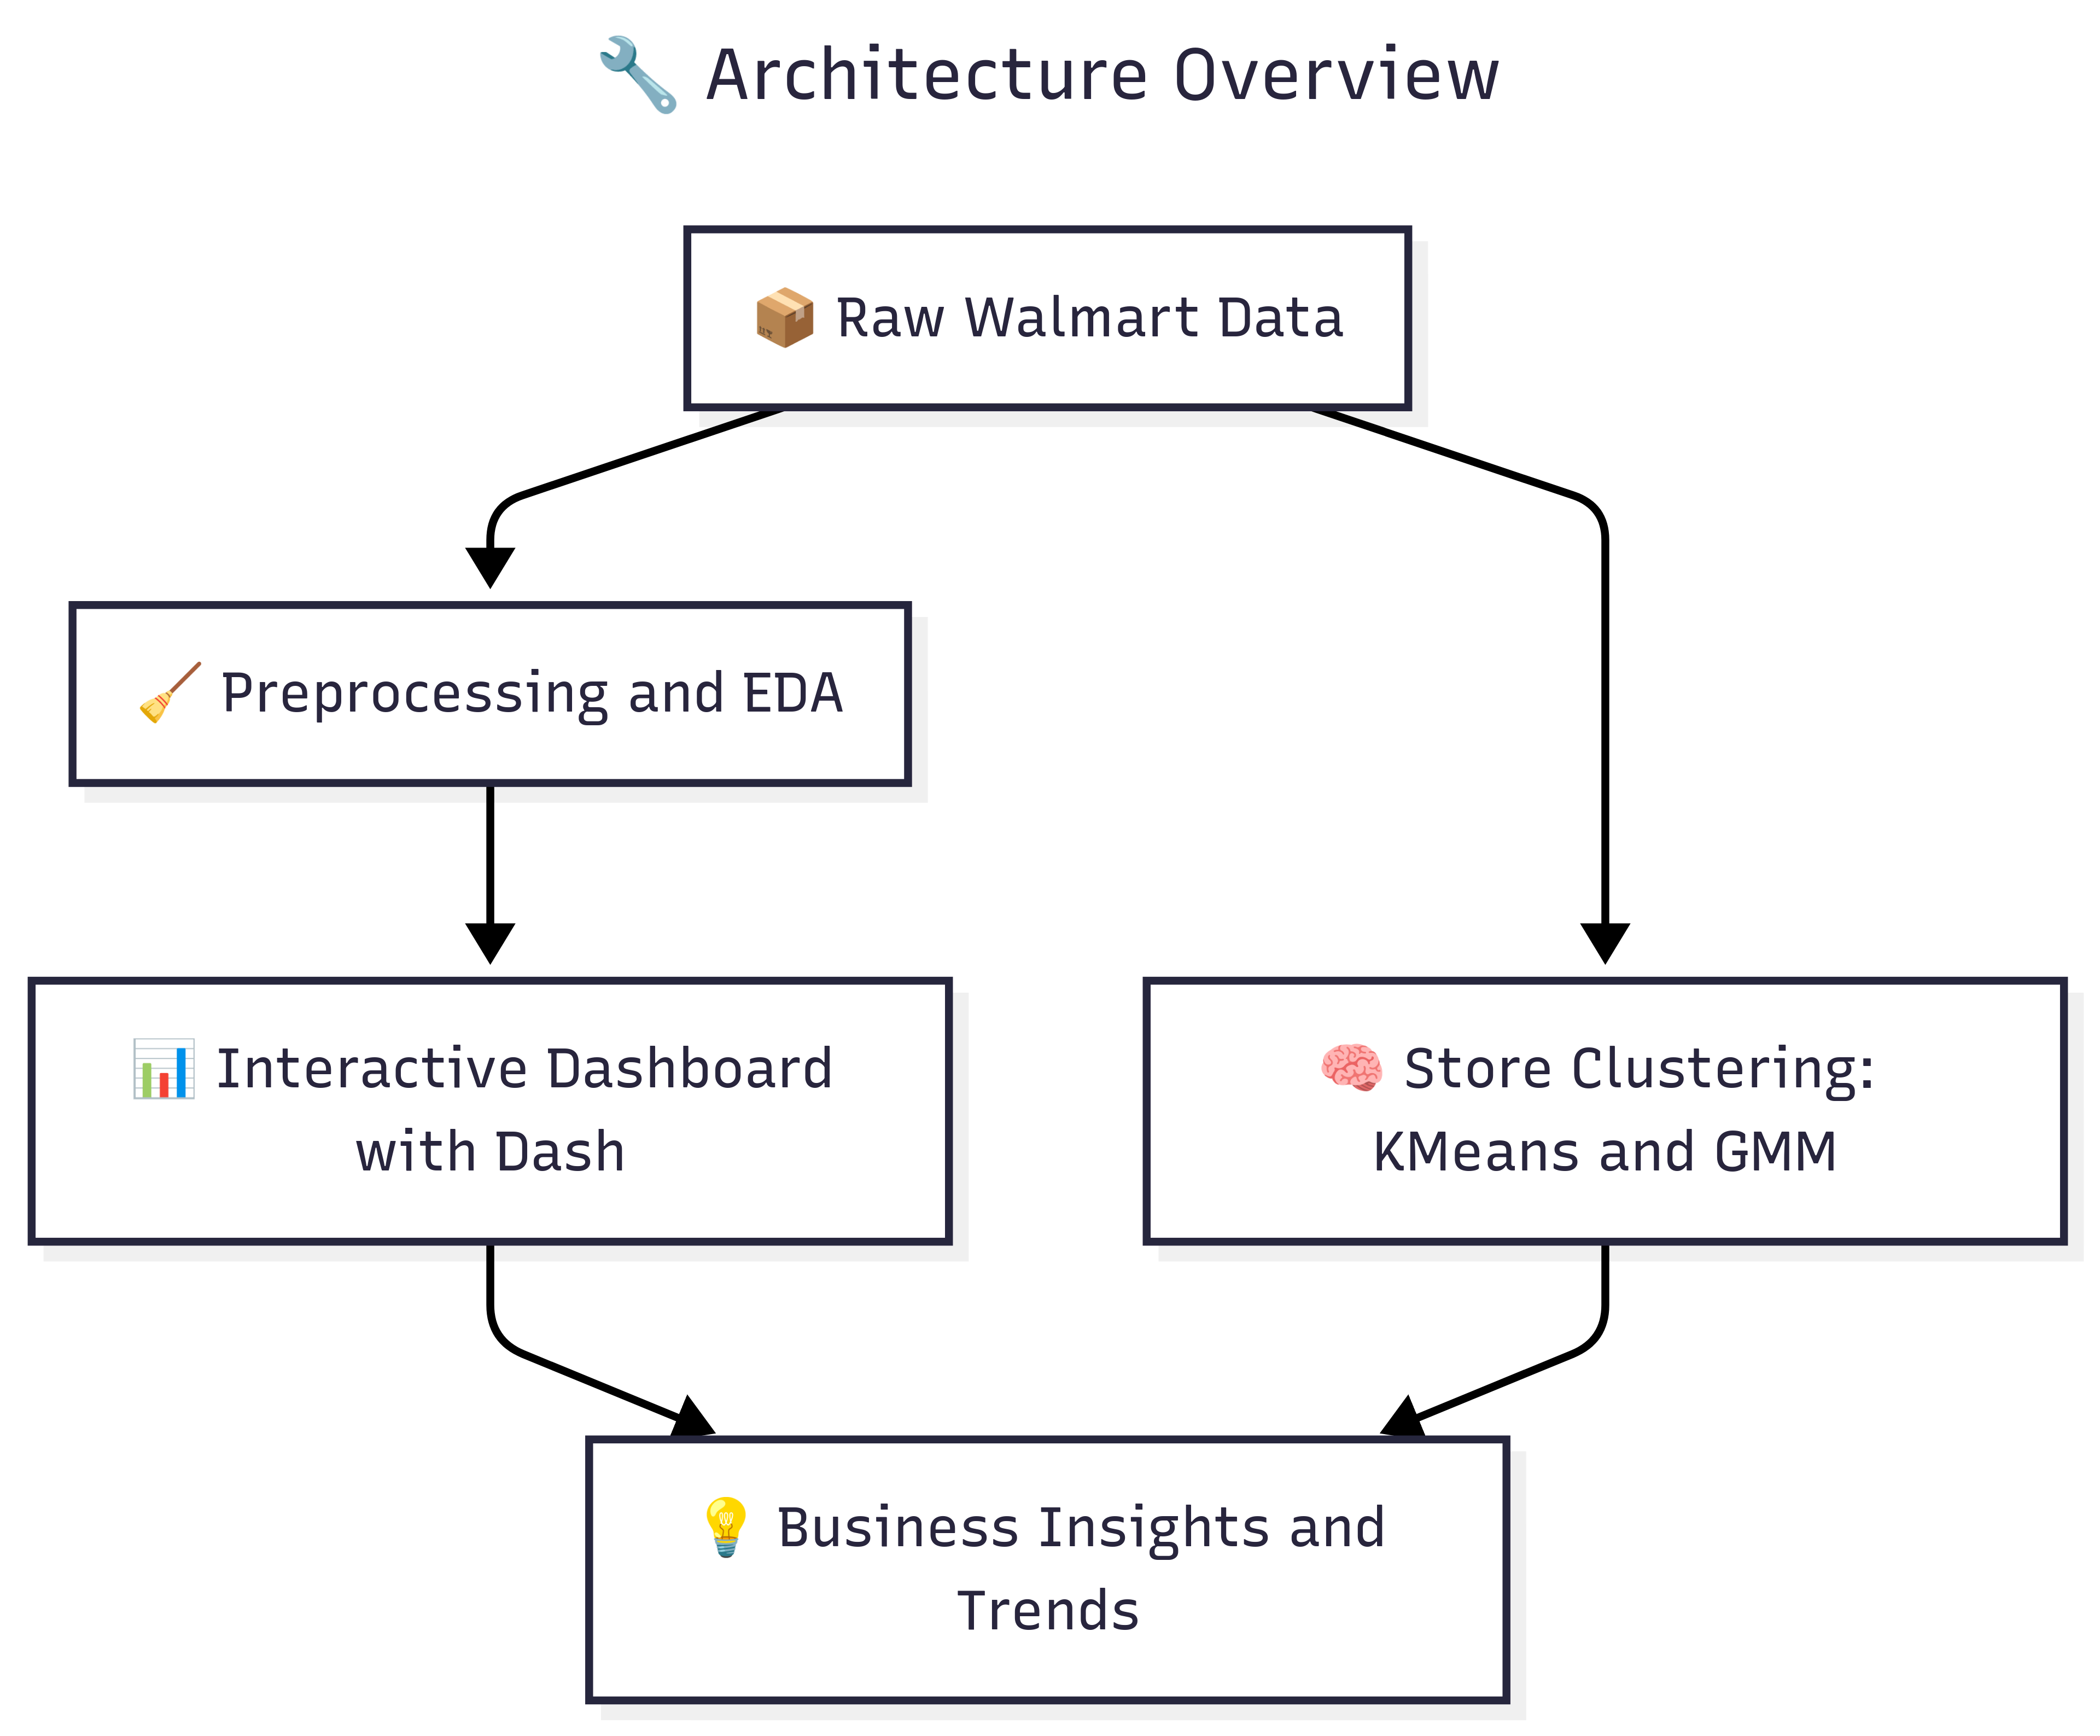 🔧 Architecture Overview
📦 Raw Walmart Data
🧹 Preprocessing and EDA
📊 Interactive Dashboard
with Dash
🧠 Store Clustering:
KMeans and GMM
💡 Business Insights and
Trends